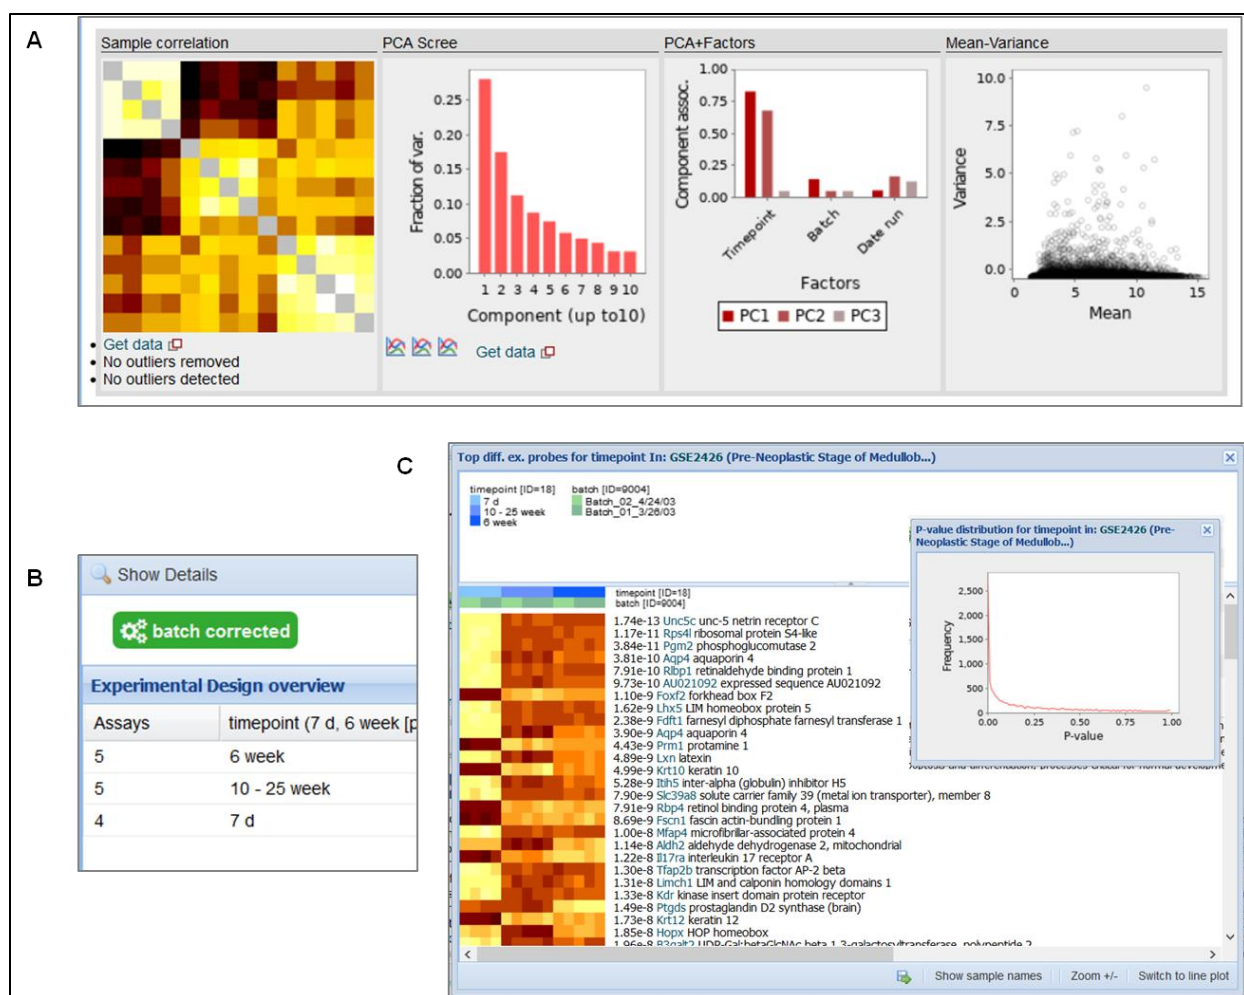 A
Sample correlation
PCA Scree
PCA+Factors
Mean-Variance
Get data
No outliers removed
No outliers detected
Fraction of var.
0.25
0.20
0.15
0.10
0.05
0.00
1 2 3 4 5 6 7 8 9 10
Component (up to10)
Get data
Component assoc.
1.00
0.75
0.50
0.25
0.00
Timepoint
Batch
Date run
Factors
PC1 PC2 PC3
Variance
10.0
7.5
5.0
2.5
0.0
0 5 10 15
Mean
B
Show Details
batch corrected
Experimental Design overview
Assays timepoint (7 d, 6 week [p
5 6 week
5 10 - 25 week
4 7 d
C
Top diff. ex. probes for timepoint In: GSE2426 (Pre-Neoplastic Stage of Medullob...)
timepoint [ID=18] batch [ID=9004]
7 d Batch_02_4/24/03
10 - 25 week Batch_01_3/26/03
6 week
timepoint [ID=18]
batch [ID=9004]
1.74e-13 Unc5c unc-5 netrin receptor C
1.17e-11 Rps4l ribosomal protein S4-like
3.84e-11 Pgm2 phosphoglucomutase 2
3.81e-10 Aqp4 aquaporin 4
7.91e-10 Rlbp1 retinaldehyde binding protein 1
9.73e-10 AU021092 expressed sequence AU021092
1.10e-9 Foxf2 forkhead box F2
1.62e-9 Lhx5 LIM homeobox protein 5
2.38e-9 Fdft1 farnesyl diphosphate farnesyl transferase 1
3.90e-9 Aqp4 aquaporin 4
4.43e-9 Prm1 protamine 1
4.89e-9 Lxn latexin
4.99e-9 Krt10 keratin 10
5.28e-9 Itih5 inter-alpha (globulin) inhibitor H5
7.90e-9 Slc39a8 solute carrier family 39 (metal ion transporter), member 8
7.91e-9 Rbp4 retinol binding protein 4, plasma
8.69e-9 Fscn1 fascin actin-bundling protein 1
1.00e-8 Mfap4 microfibrillar-associated protein 4
1.14e-8 Aldh2 aldehyde dehydrogenase 2, mitochondrial
1.22e-8 Il17ra interleukin 17 receptor A
1.30e-8 Tfap2b transcription factor AP-2 beta
1.31e-8 Limch1 LIM and calponin homology domains 1
1.33e-8 Kdr kinase insert domain protein receptor
1.49e-8 Ptgds prostaglandin D2 synthase (brain)
1.73e-8 Krt12 keratin 12
1.85e-8 Hopx HOP homeobox
1.96e-8 B3galt2 UDP-Gal:betaGlcNAc beta 1,3-galactosyltransferase, polypeptide 2
P-value distribution for timepoint in: GSE2426 (Pre-
Neoplastic Stage of Medullob...)
Frequency
2,500
2,000
1,500
1,000
500
0
0.00 0.25 0.50 0.75 1.00
P-value
Show sample names
Zoom +/-
Switch to line plot